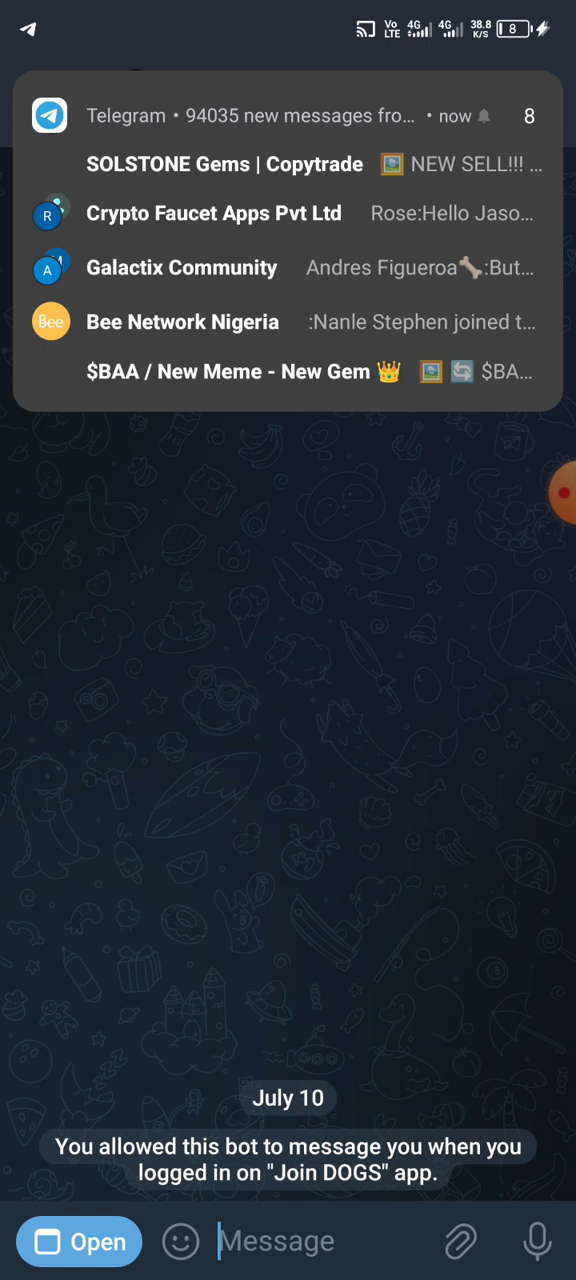 Vo LTE 4G 4G 38.8 K/S 8
Telegram • 94035 new messages fro… • now 8
SOLSTONE Gems | Copytrade 🖼 NEW SELL!!! …
R Crypto Faucet Apps Pvt Ltd Rose:Hello Jaso…
A M Galactix Community Andres Figueroa🦴:But…
Bee Bee Network Nigeria :Nanle Stephen joined t…
$BAA / New Meme - New Gem 👑 🖼 🔄 $BA…
July 10
You allowed this bot to message you when you
logged in on "Join DOGS" app.
Open Message